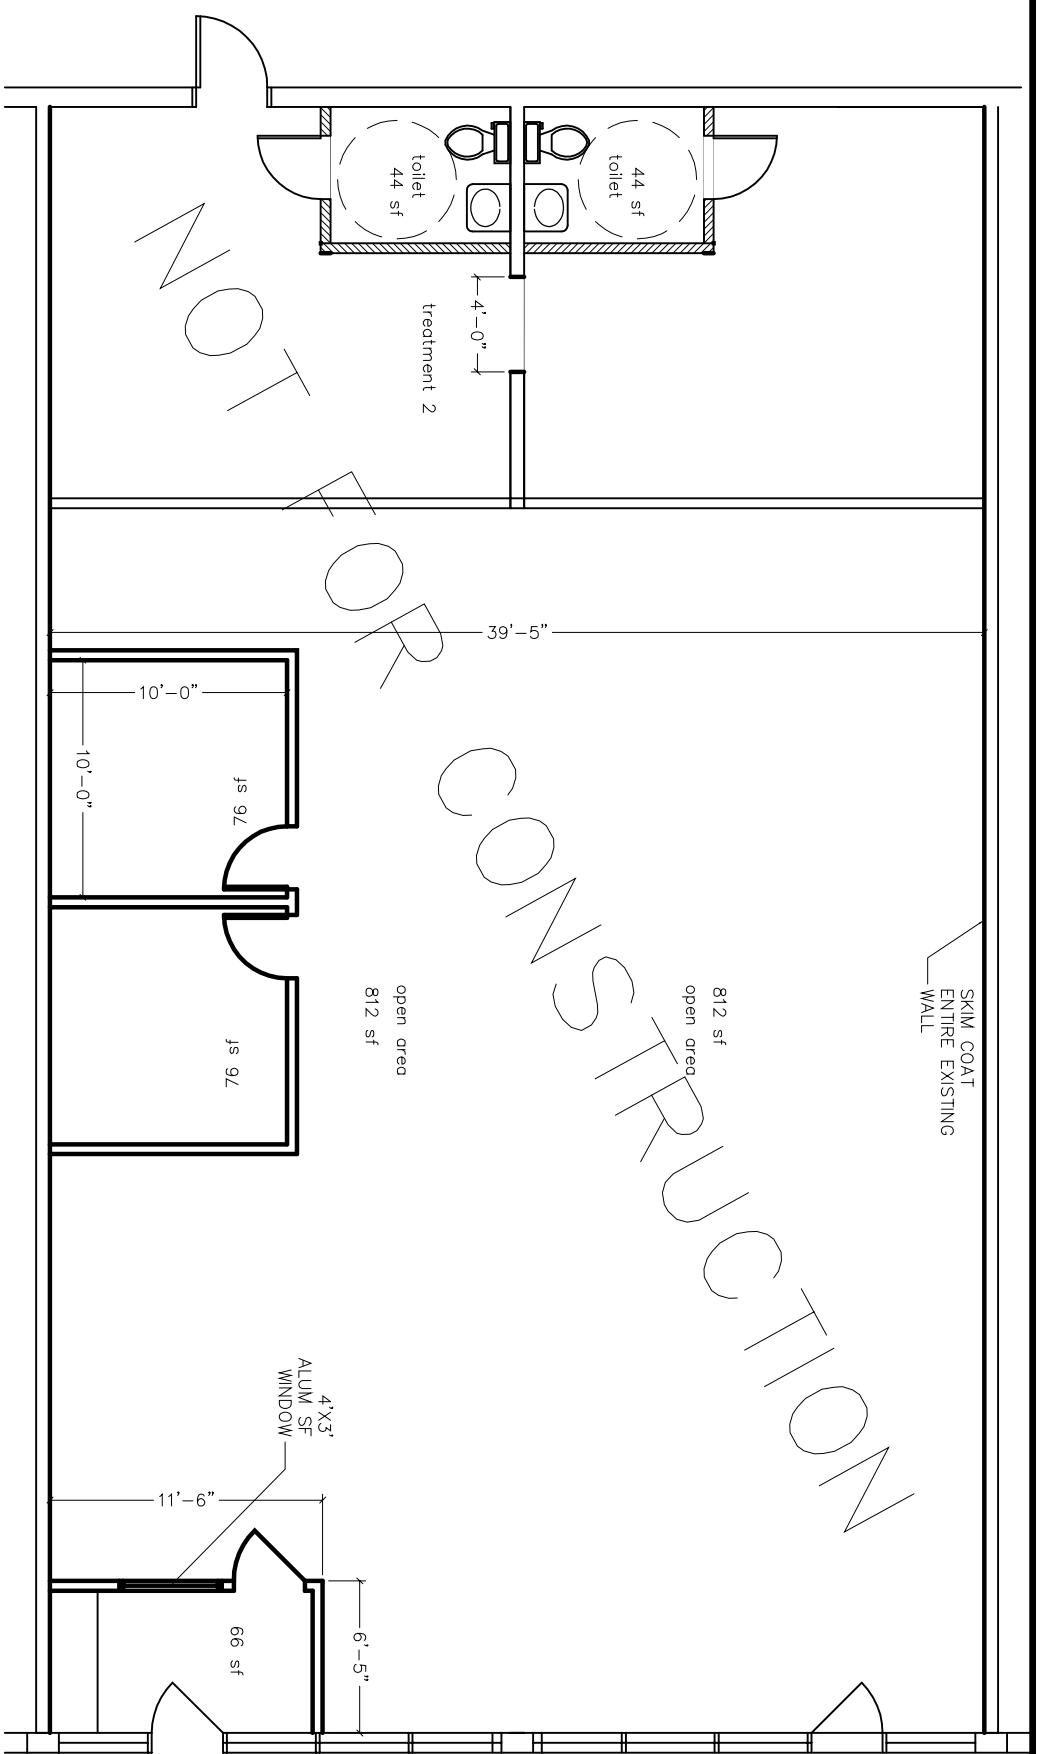 toilet
44 sf
44 sf
toilet
4'-0"
treatment 2
39'-5"
10'-0"
10'-0"
76 sf
76 sf
open area
812 sf
812 sf
open area
SKIM COAT
ENTIRE EXISTING
WALL
4'X3'
ALUM SF
WINDOW
11'-6"
6'-5"
66 sf
NOT FOR CONSTRUCTION